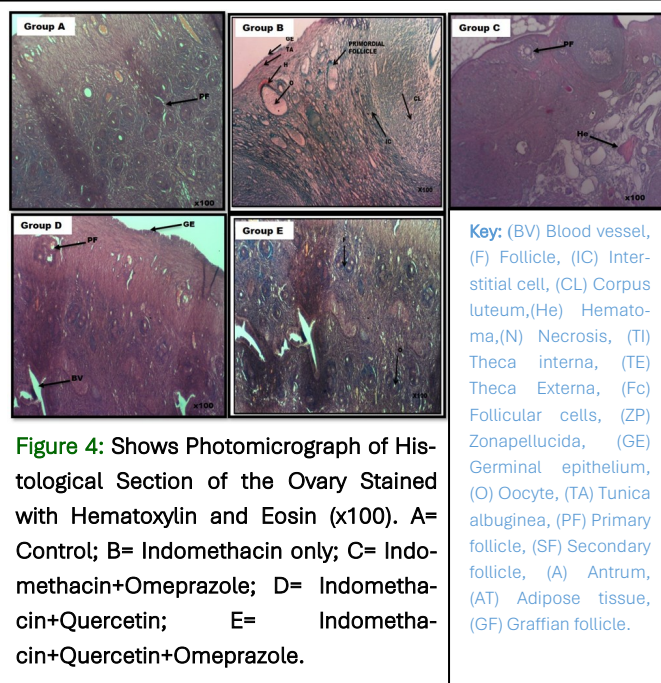 Group A
PF
x100
Group B
GE
TA
N
O
PRIMORDIAL
FOLLICLE
CL
IC
X100
Group C
PF
He
x100
Group D
GE
PF
BV
x100
Group E
F
O
X100
Key: (BV) Blood vessel,
(F) Follicle, (IC) Inter-
stitial cell, (CL) Corpus
luteum,(He) Hemato-
ma,(N) Necrosis, (TI)
Theca interna, (TE)
Theca Externa, (Fc)
Follicular cells, (ZP)
Zonapellucida, (GE)
Germinal epithelium,
(O) Oocyte, (TA) Tunica
albuginea, (PF) Primary
follicle, (SF) Secondary
follicle, (A) Antrum,
(AT) Adipose tissue,
(GF) Graffian follicle.
Figure 4: Shows Photomicrograph of His-
tological Section of the Ovary Stained
with Hematoxylin and Eosin (x100). A=
Control; B= Indomethacin only; C= Indo-
methacin+Omeprazole; D= Indometha-
cin+Quercetin; E= Indometha-
cin+Quercetin+Omeprazole.